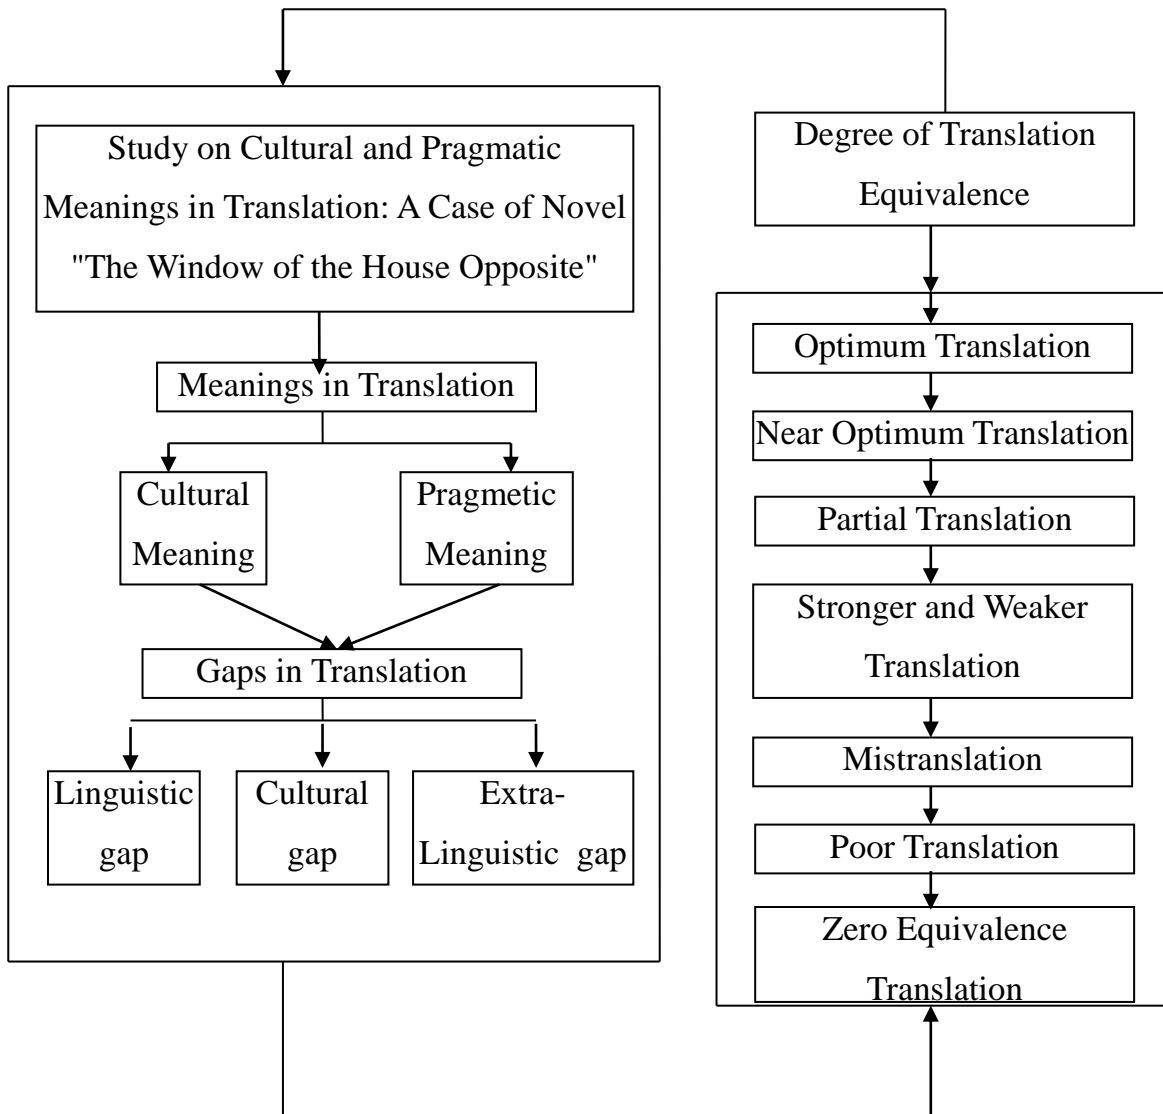 Study on Cultural and Pragmatic
Meanings in Translation: A Case of Novel
"The Window of the House Opposite"
Meanings in Translation
Cultural
Meaning
Pragmetic
Meaning
Gaps in Translation
Linguistic
gap
Cultural
gap
Extra-
Linguistic gap
Degree of Translation
Equivalence
Optimum Translation
Near Optimum Translation
Partial Translation
Stronger and Weaker
Translation
Mistranslation
Poor Translation
Zero Equivalence
Translation